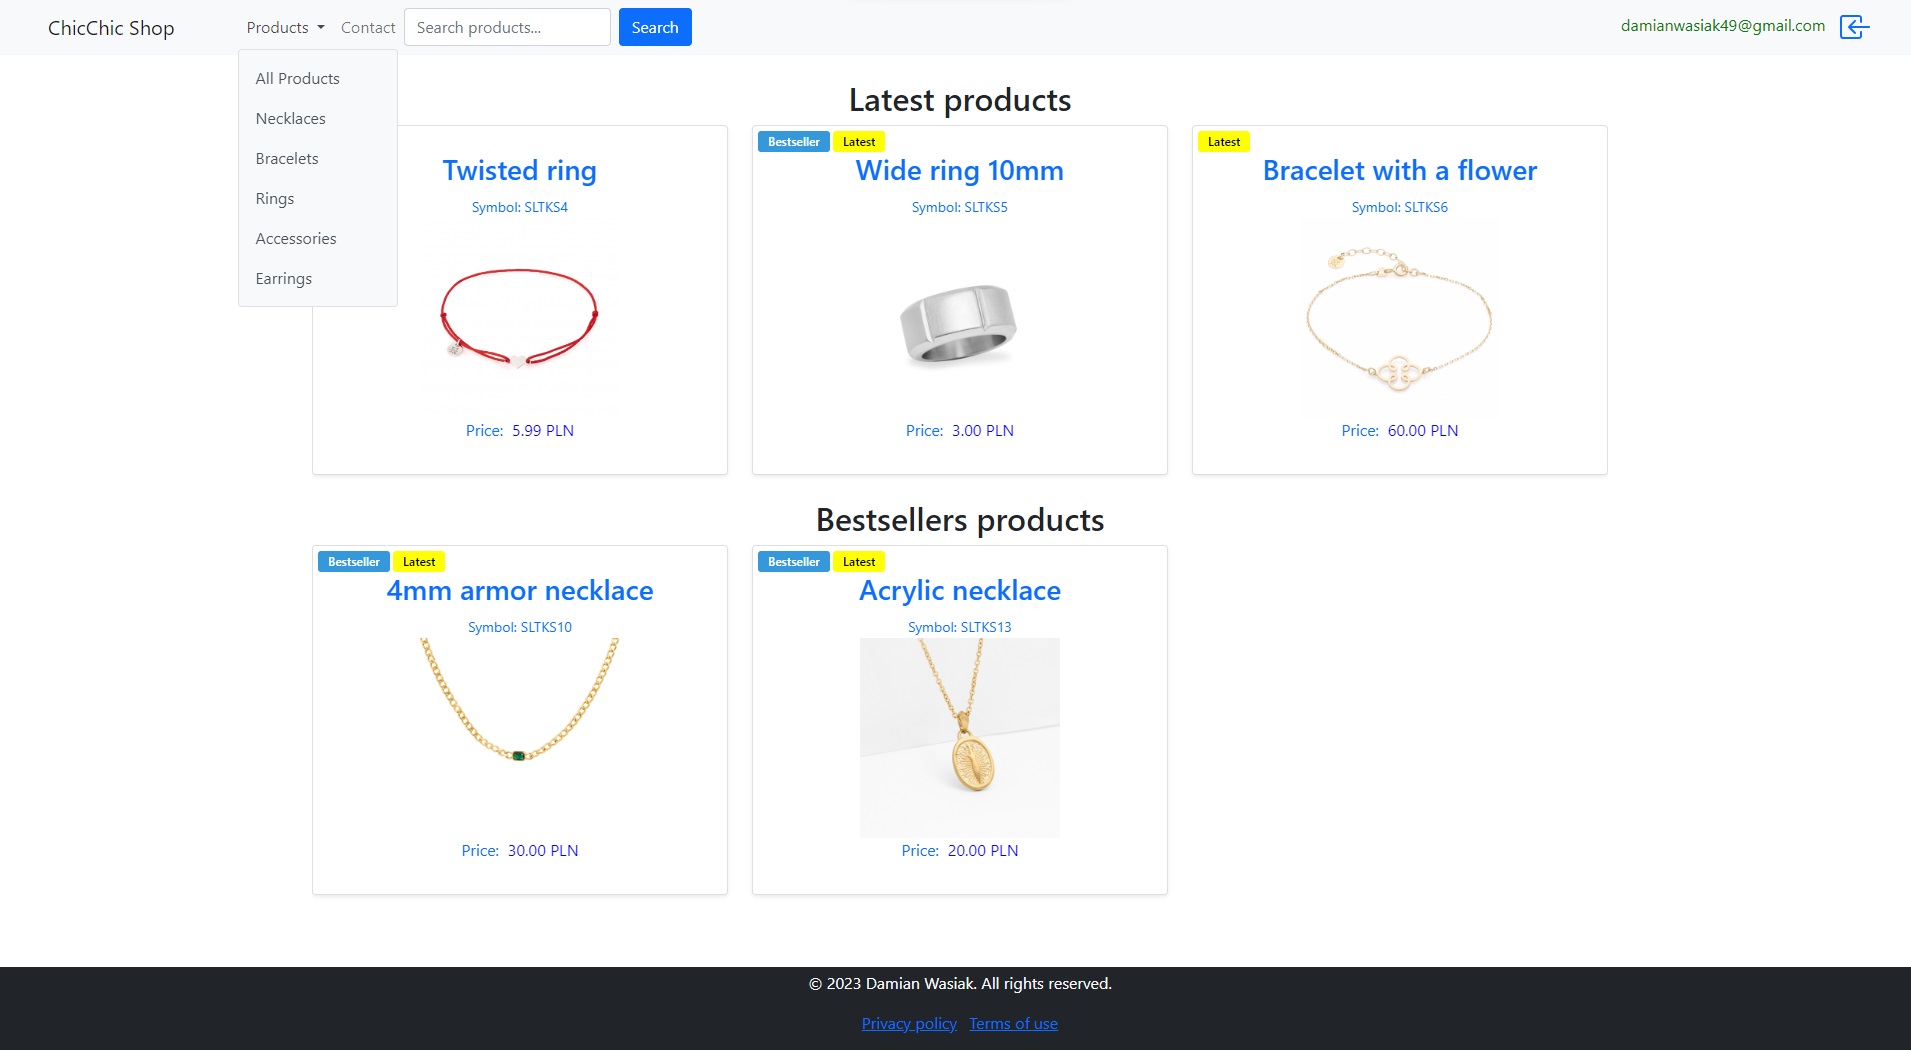 ChicChic Shop
Products
Contact
Search products...
Search
damianwasiak49@gmail.com
All Products
Necklaces
Bracelets
Rings
Accessories
Earrings
Latest products
Twisted ring
Symbol: SLTKS4
Price: 5.99 PLN
Bestseller Latest
Wide ring 10mm
Symbol: SLTKS5
Price: 3.00 PLN
Latest
Bracelet with a flower
Symbol: SLTKS6
Price: 60.00 PLN
Bestsellers products
Bestseller Latest
4mm armor necklace
Symbol: SLTKS10
Price: 30.00 PLN
Bestseller Latest
Acrylic necklace
Symbol: SLTKS13
Price: 20.00 PLN
© 2023 Damian Wasiak. All rights reserved.
Privacy policy Terms of use